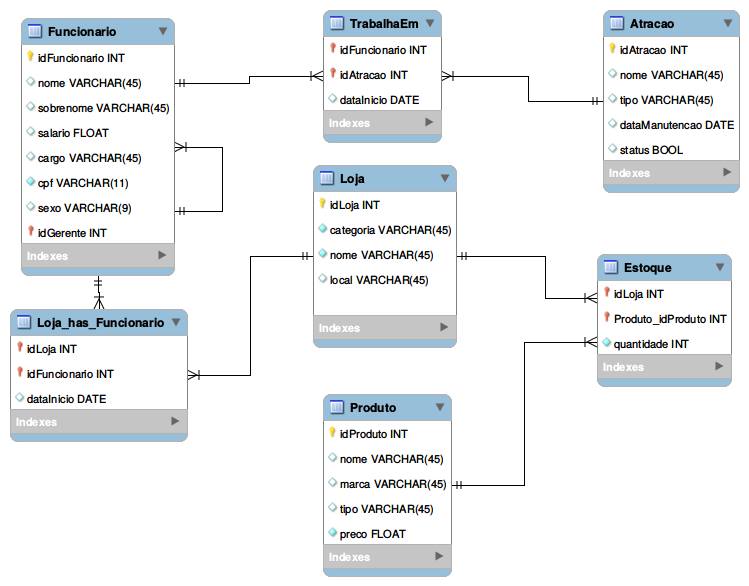 Funcionario
idFuncionario INT
nome VARCHAR(45)
sobrenome VARCHAR(45)
salario FLOAT
cargo VARCHAR(45)
cpf VARCHAR(11)
sexo VARCHAR(9)
idGerente INT
Indexes
TrabalhaEm
idFuncionario INT
idAtracao INT
dataInicio DATE
Indexes
Atracao
idAtracao INT
nome VARCHAR(45)
tipo VARCHAR(45)
dataManutencao DATE
status BOOL
Indexes
Loja
idLoja INT
categoria VARCHAR(45)
nome VARCHAR(45)
local VARCHAR(45)
Indexes
Estoque
idLoja INT
Produto_idProduto INT
quantidade INT
Indexes
Loja_has_Funcionario
idLoja INT
idFuncionario INT
dataInicio DATE
Indexes
Produto
idProduto INT
nome VARCHAR(45)
marca VARCHAR(45)
tipo VARCHAR(45)
preco FLOAT
Indexes